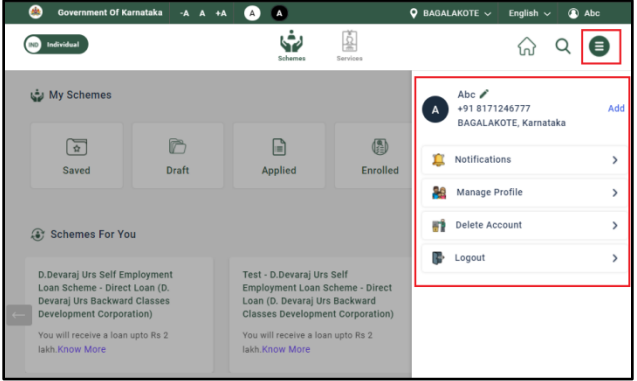 Government Of Karnataka -A A +A A A BAGALAKOTE English Abc
IND Individual
Schemes Services
My Schemes
Saved Draft Applied Enrolled
Schemes For You
D.Devaraj Urs Self Employment
Loan Scheme - Direct Loan (D.
Devaraj Urs Backward Classes
Development Corporation)
You will receive a loan upto Rs 2
lakh.Know More
Test - D.Devaraj Urs Self
Employment Loan Scheme - Direct
Loan (D. Devaraj Urs Backward
Classes Development Corporation)
You will receive a loan upto Rs 2
lakh.Know More
A
Abc
+91 8171246777 Add
BAGALAKOTE, Karnataka
Notifications
Manage Profile
Delete Account
Logout